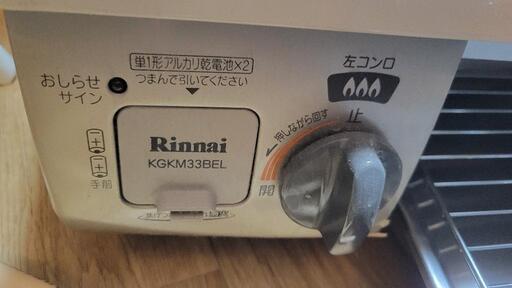 単1形アルカリ乾電池×2
つまんで引いてください
おしらせ
サイン
左コンロ
止
押しながら回す
Rinnai
KGKM33BEL
開
手前